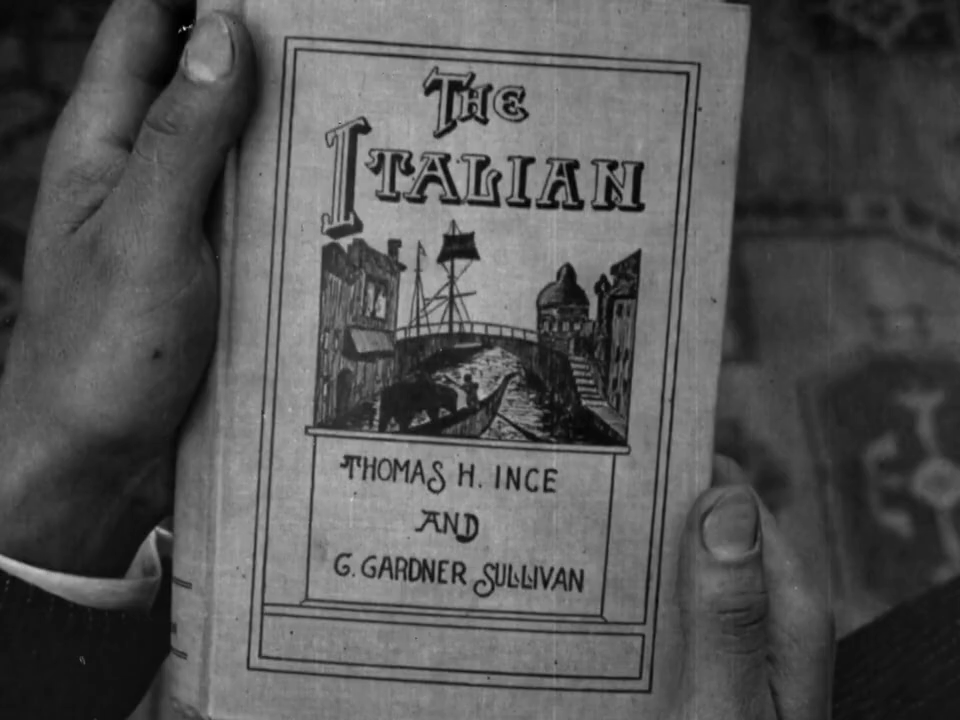 THE
ITALIAN
THOMAS H. INCE
AND
G. GARDNER SULLIVAN